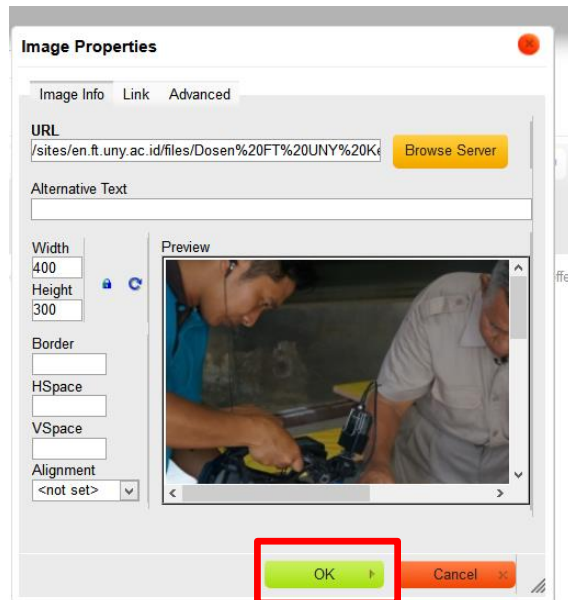 Image Properties
Image Info Link Advanced
URL
/sites/en.ft.uny.ac.id/files/Dosen%20FT%20UNY%20Ke
Browse Server
Alternative Text
Width
400
Height
300
Border
HSpace
VSpace
Alignment
<not set>
Preview
OK
Cancel